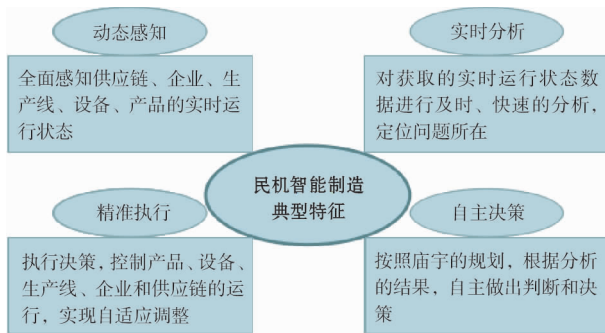 动态感知
全面感知供应链、企业、生
产线、设备、产品的实时运
行状态
实时分析
对获取的实时运行状态数
据进行及时、快速的分析，
定位问题所在
民机智能制造
典型特征
精准执行
执行决策，控制产品、设备、
生产线、企业和供应链的运
行，实现自适应调整
自主决策
按照庙宇的规划，根据分析
的结果，自主做出判断和决
策